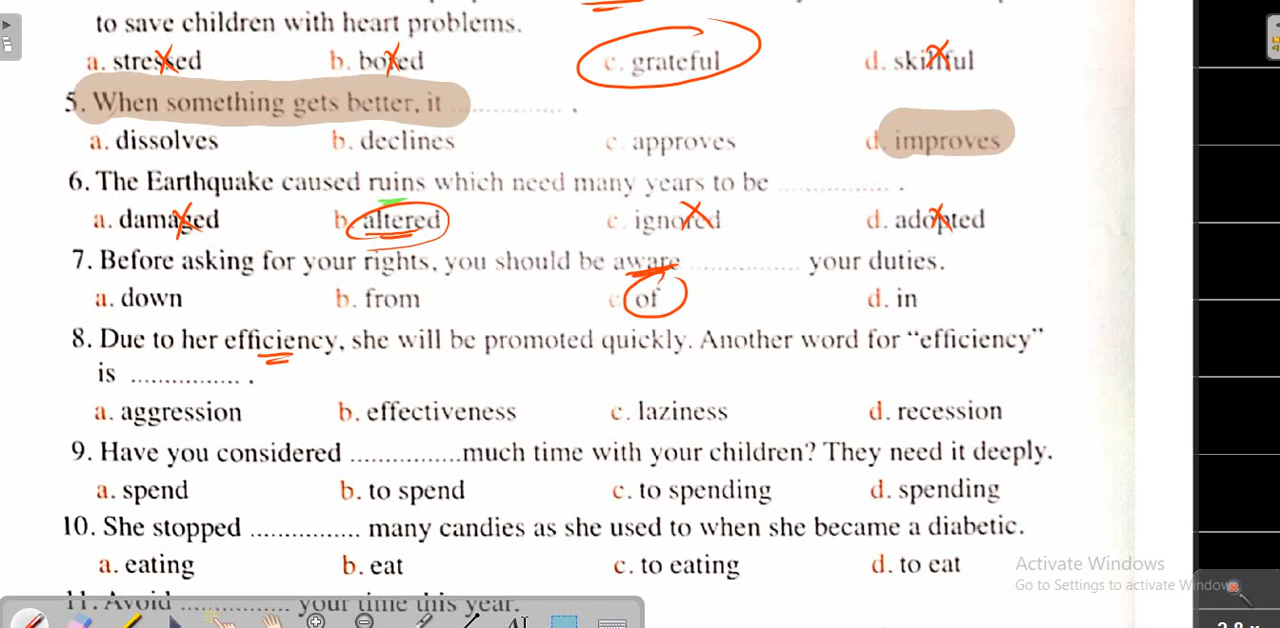 to save children with heart problems.
a. stressed b. boxed c. grateful d. skillful
5. When something gets better, it .............. .
a. dissolves b. declines c. approves d. improves
6. The Earthquake caused ruins which need many years to be .............. .
a. damaged b. altered c. ignored d. adopted
7. Before asking for your rights, you should be aware .............. your duties.
a. down b. from c. of d. in
8. Due to her efficiency, she will be promoted quickly. Another word for “efficiency”
is .............. .
a. aggression b. effectiveness c. laziness d. recession
9. Have you considered ................much time with your children? They need it deeply.
a. spend b. to spend c. to spending d. spending
10. She stopped ................ many candies as she used to when she became a diabetic.
a. eating b. eat c. to eating d. to eat
11. Avoid ................ your time this year.
Activate Windows
Go to Settings to activate Windows